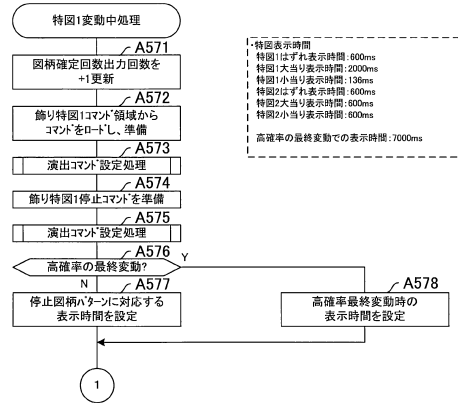 特図1変動中処理
A571
図柄確定回数出力回数を
+1更新
A572
飾り特図1コマンド領域から
コマンドをロードし、準備
A573
演出コマンド設定処理
A574
飾り特図1停止コマンドを準備
A575
演出コマンド設定処理
A576
高確率の最終変動?
Y
N
A577
停止図柄パターンに対応する
表示時間を設定
A578
高確率最終変動時の
表示時間を設定
1
・特図表示時間
特図1はずれ表示時間:600ms
特図1大当り表示時間:2000ms
特図1小当り表示時間:136ms
特図2はずれ表示時間:600ms
特図2大当り表示時間:600ms
特図2小当り表示時間:600ms
高確率の最終変動での表示時間:7000ms